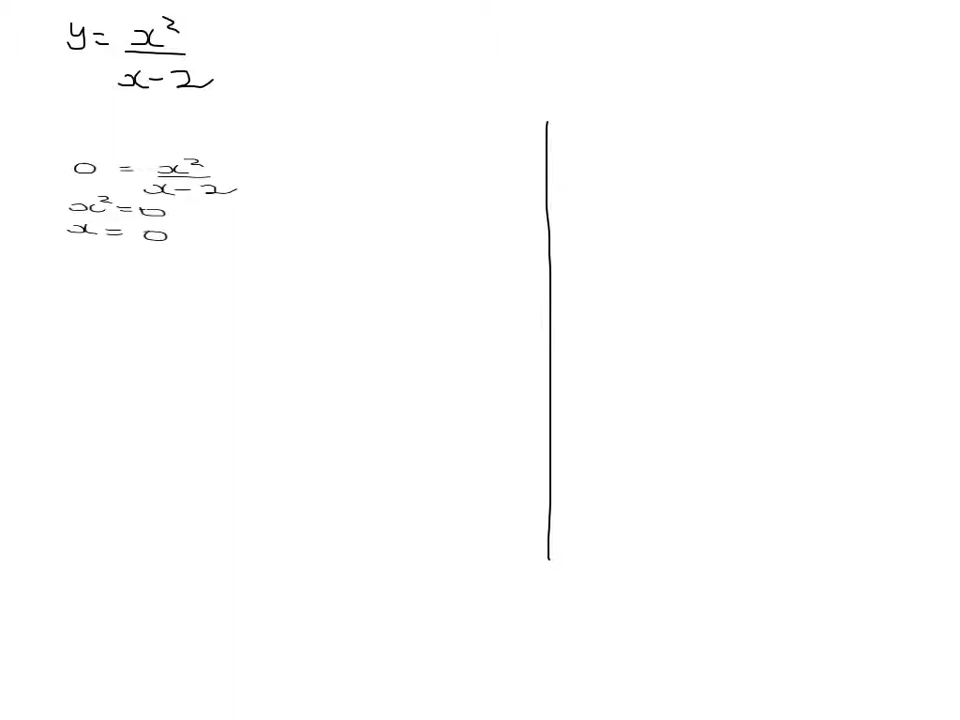 y = x²/(x-2)
0 = x²/(x-2)
x² = 0
x = 0